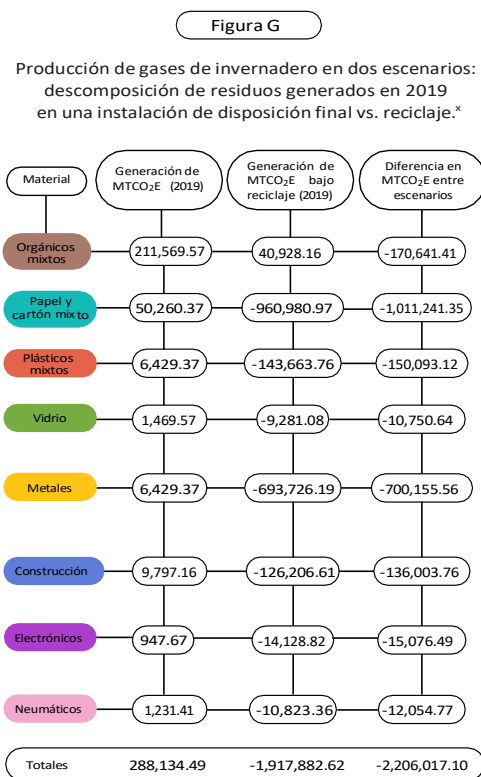 Figura G
Producción de gases de invernadero en dos escenarios:
descomposición de residuos generados en 2019
en una instalación de disposición final vs. reciclaje.ˣ
Material
Generación de
MTCO₂E (2019)
Generación de
MTCO₂E bajo
reciclaje (2019)
Diferencia en
MTCO₂E entre
escenarios
Orgánicos
mixtos
211,569.57
40,928.16
-170,641.41
Papel y
cartón mixto
50,260.37
-960,980.97
-1,011,241.35
Plásticos
mixtos
6,429.37
-143,663.76
-150,093.12
Vidrio
1,469.57
-9,281.08
-10,750.64
Metales
6,429.37
-693,726.19
-700,155.56
Construcción
9,797.16
-126,206.61
-136,003.76
Electrónicos
947.67
-14,128.82
-15,076.49
Neumáticos
1,231.41
-10,823.36
-12,054.77
Totales
288,134.49
-1,917,882.62
-2,206,017.10